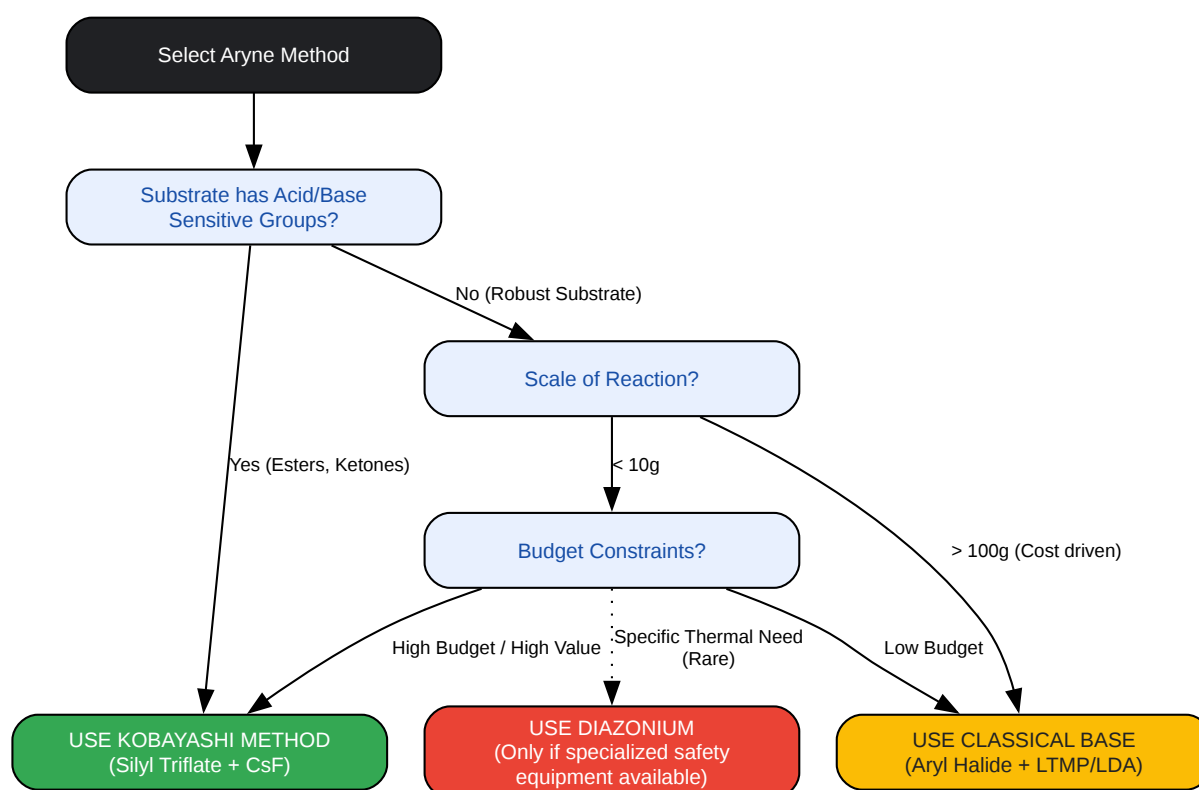 Select Aryne Method
Substrate has Acid/Base
Sensitive Groups?
No (Robust Substrate)
Scale of Reaction?
Yes (Esters, Ketones)
< 10g
Budget Constraints?
> 100g (Cost driven)
High Budget / High Value
Specific Thermal Need
(Rare)
Low Budget
USE KOBAYASHI METHOD
(Silyl Triflate + CsF)
USE DIAZONIUM
(Only if specialized safety
equipment available)
USE CLASSICAL BASE
(Aryl Halide + LTMP/LDA)